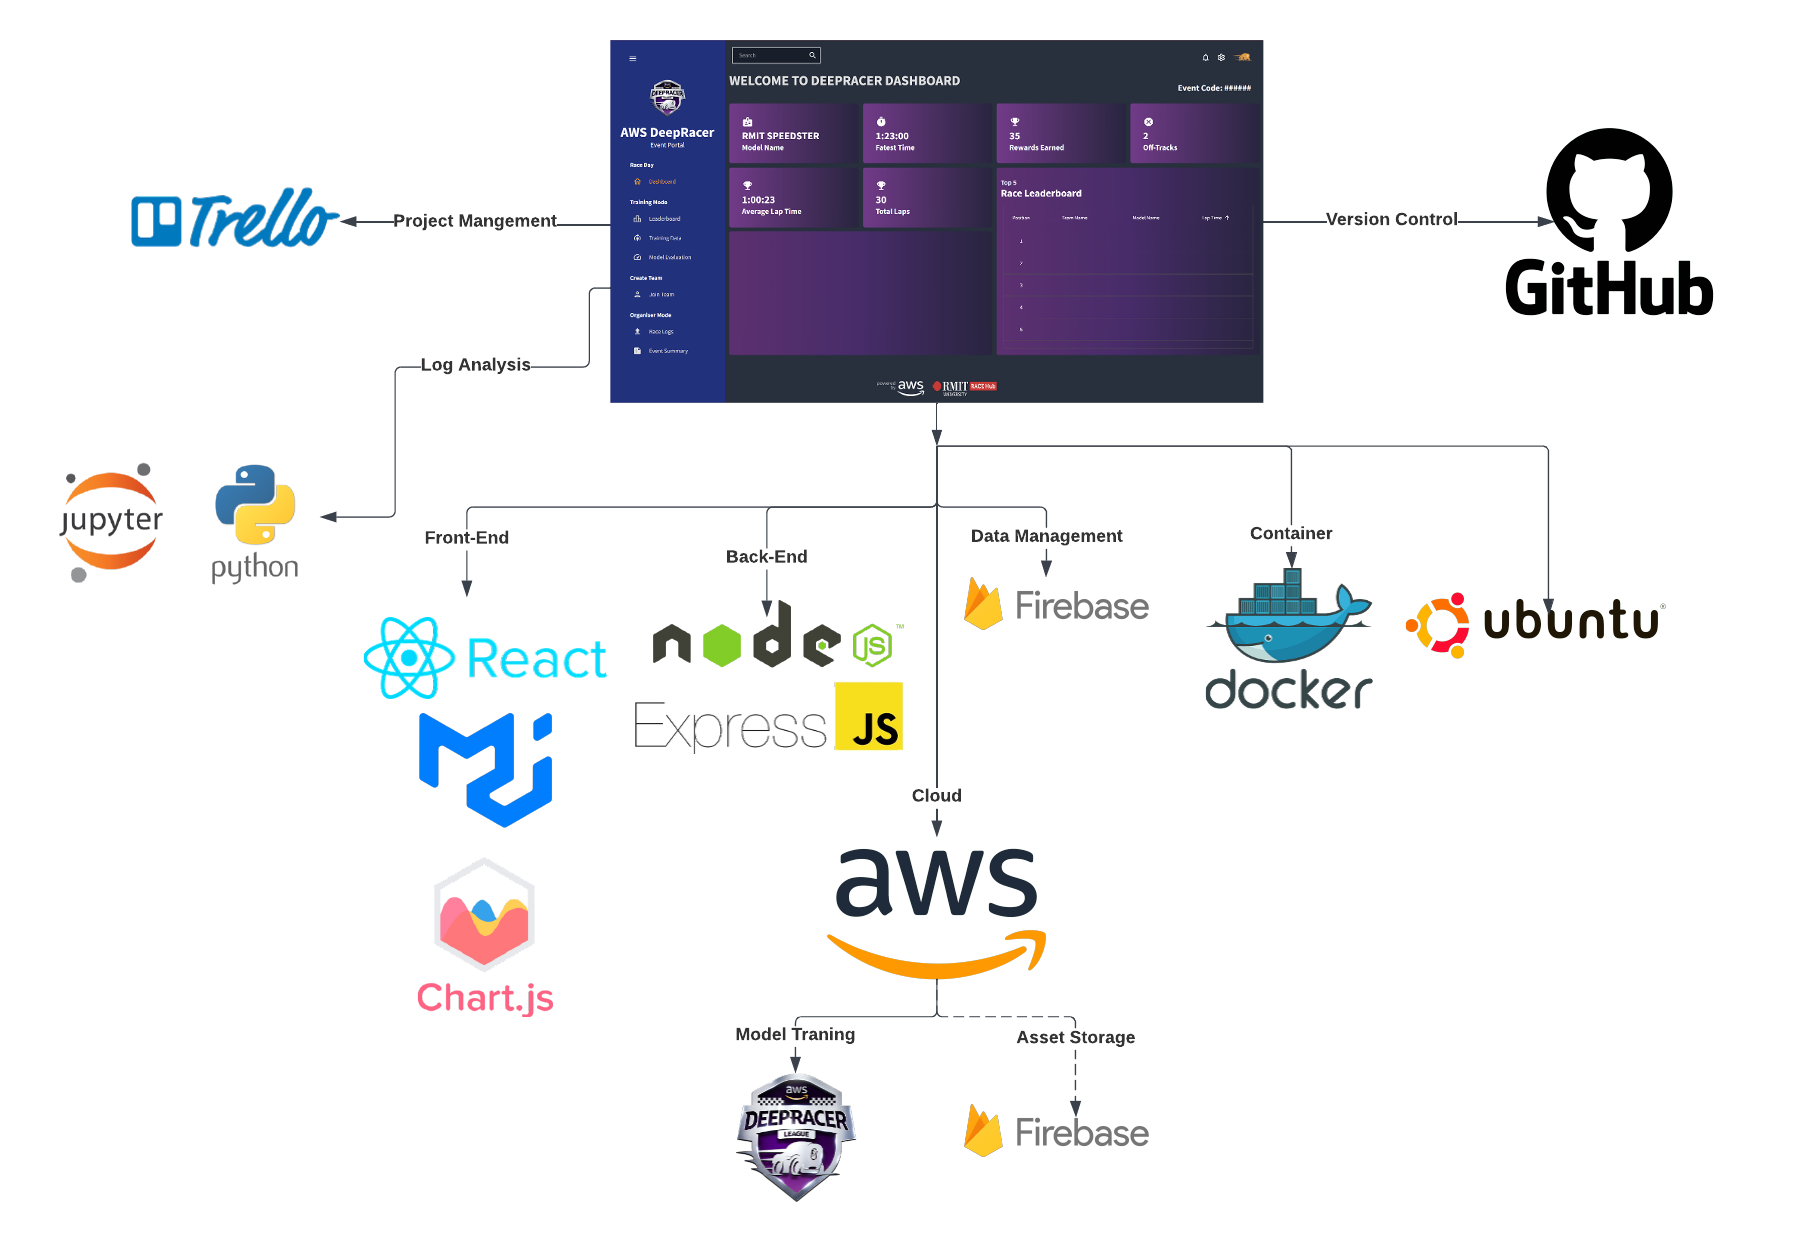 Search
WELCOME TO DEEPRACER DASHBOARD
Event Code: ######
DEEPRACER
AWS DeepRacer
Event Portal
Race Day
Dashboard
Training Mode
Leaderboard
Training Data
Model Evaluation
Create Team
Join Team
Organiser Mode
Race Logs
Event Summary
RMIT SPEEDSTER
Model Name
1:23:00
Fatest Time
35
Rewards Earned
2
Off-Tracks
1:00:23
Average Lap Time
30
Total Laps
Top 5
Race Leaderboard
Position Team Name Model Name Lap Time
1
2
3
4
5
powered by aws
RMIT UNIVERSITY RACE Hub
Trello
Project Mangement
Version Control
GitHub
Log Analysis
jupyter
python
Front-End
Back-End
Data Management
Container
React
node JS ™
Express JS
Firebase
docker
ubuntu ®
Chart.js
Cloud
aws
Model Traning
Asset Storage
aws
DEEPRACER
LEAGUE
Firebase